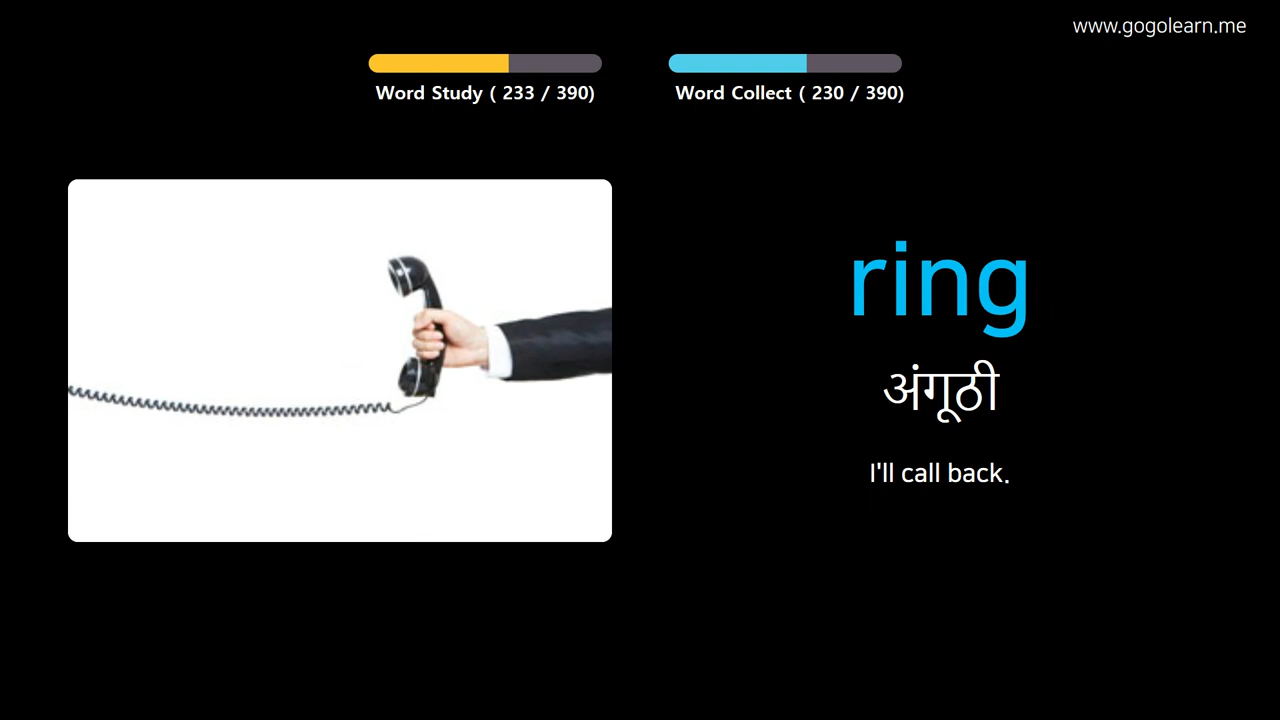 www.gogolearn.me
Word Study ( 233 / 390)
Word Collect ( 230 / 390)
ring
अंगूठी
I'll call back.